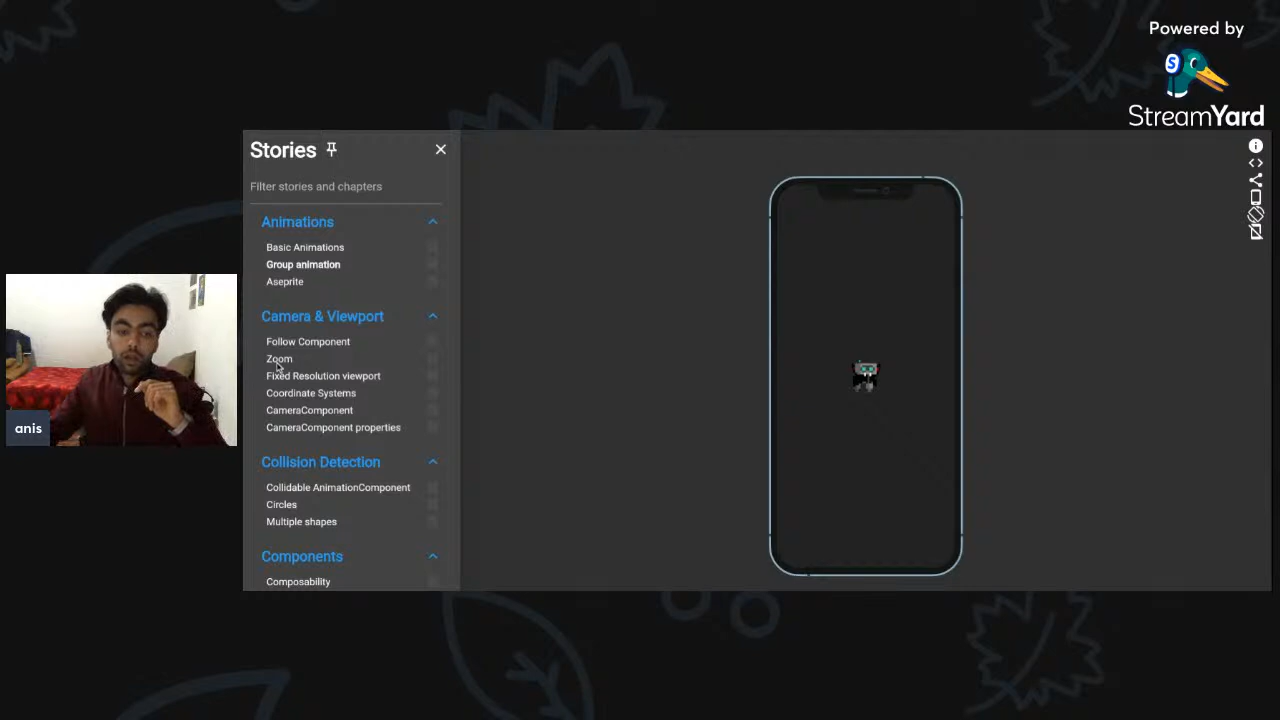 Powered by
S
StreamYard
Stories
Filter stories and chapters
Animations
Basic Animations
Group animation
Aseprite
Camera & Viewport
Follow Component
Zoom
Fixed Resolution viewport
Coordinate Systems
CameraComponent
CameraComponent properties
Collision Detection
Collidable AnimationComponent
Circles
Multiple shapes
Components
Composability
anis